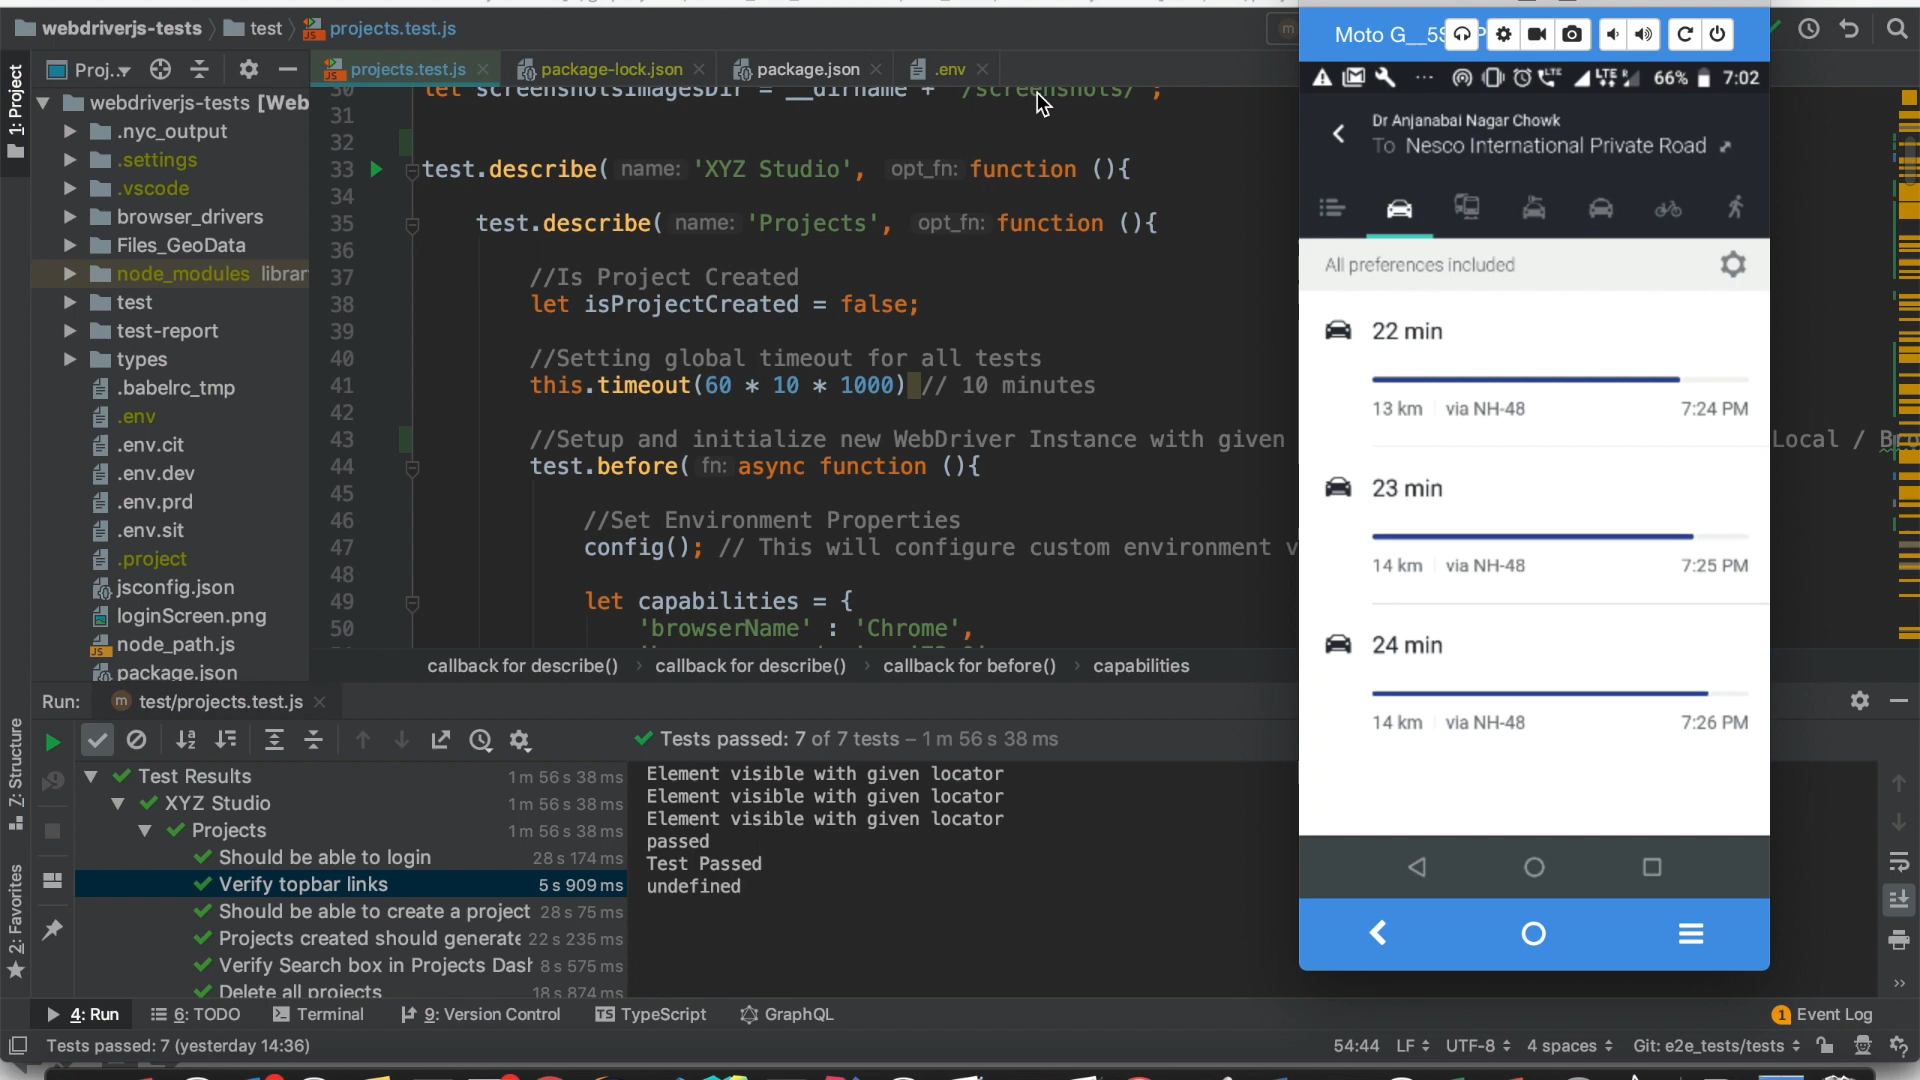 webdriverjs-tests test projects.test.js
Moto G__5S P
1: Project
Proj..
projects.test.js package-lock.json package.json .env
66% 7:02
webdriverjs-tests [Web
.nyc_output
.settings
.vscode
browser_drivers
Files_GeoData
node_modules librar
test
test-report
types
.babelrc_tmp
.env
.env.cit
.env.dev
.env.prd
.env.sit
.project
jsconfig.json
loginScreen.png
node_path.js
package.json
30 let screenshotsImagesDir = __dirname + '/screenshots/';
31
32
33 test.describe( name: 'XYZ Studio', opt_fn: function (){
34
35 test.describe( name: 'Projects', opt_fn: function (){
36
37 //Is Project Created
38 let isProjectCreated = false;
39
40 //Setting global timeout for all tests
41 this.timeout(60 * 10 * 1000) // 10 minutes
42
43 //Setup and initialize new WebDriver Instance with given Local / Bro
44 test.before( fn: async function (){
45
46 //Set Environment Properties
47 config(); // This will configure custom environment v
48
49 let capabilities = {
50 'browserName' : 'Chrome',
callback for describe() callback for describe() callback for before() capabilities
Dr Anjanabai Nagar Chowk
To Nesco International Private Road
All preferences included
22 min
13 km via NH-48 7:24 PM
23 min
14 km via NH-48 7:25 PM
24 min
14 km via NH-48 7:26 PM
Run: test/projects.test.js
Tests passed: 7 of 7 tests – 1 m 56 s 38 ms
Test Results 1 m 56 s 38 ms
XYZ Studio 1 m 56 s 38 ms
Projects 1 m 56 s 38 ms
Should be able to login 28 s 174 ms
Verify topbar links 5 s 909 ms
Should be able to create a project 28 s 75 ms
Projects created should generate 22 s 235 ms
Verify Search box in Projects Dash 8 s 575 ms
Delete all projects 18 s 874 ms
Element visible with given locator
Element visible with given locator
Element visible with given locator
passed
Test Passed
undefined
Z: Structure
2: Favorites
4: Run 6: TODO Terminal 9: Version Control TypeScript GraphQL 1 Event Log
Tests passed: 7 (yesterday 14:36) 54:44 LF UTF-8 4 spaces Git: e2e_tests/tests